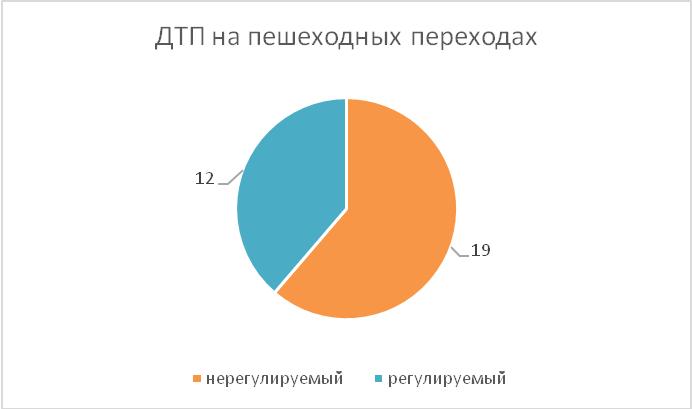 ДТП на пешеходных переходах
12
19
нерегулируемый регулируемый